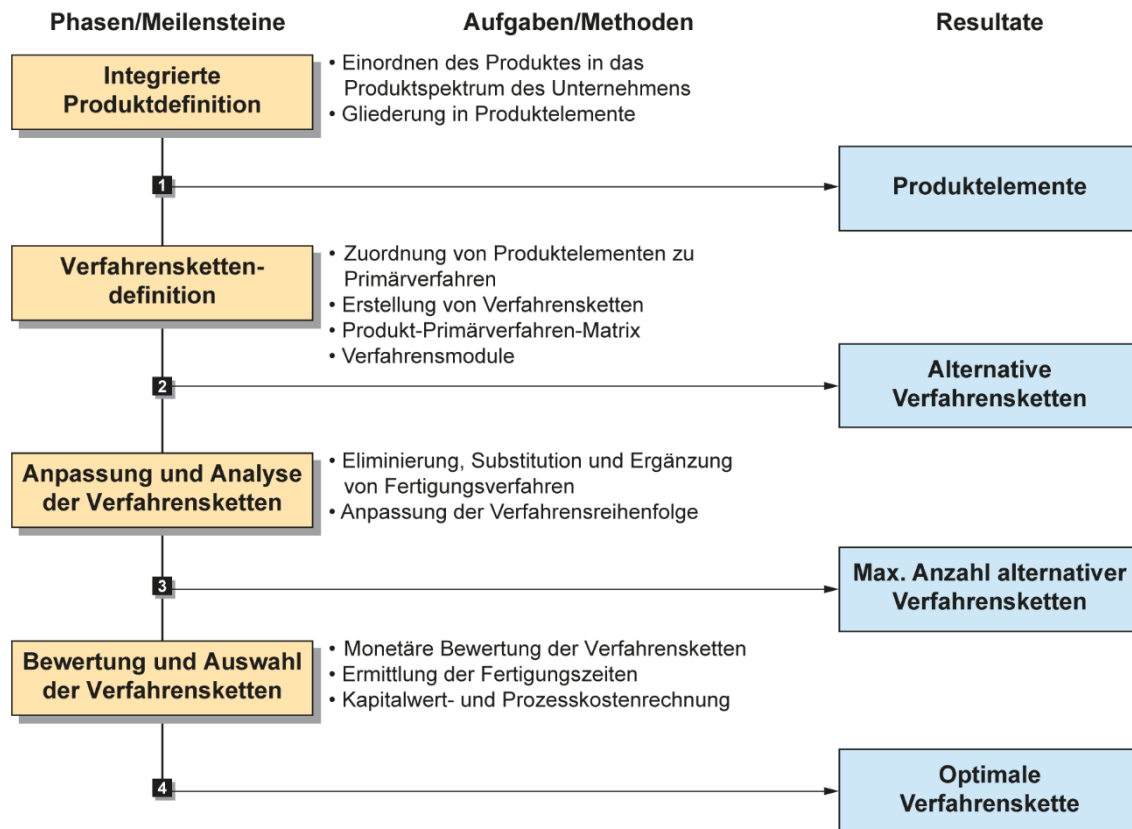 Phasen/Meilensteine
Aufgaben/Methoden
Resultate
Integrierte
Produktdefinition
• Einordnen des Produktes in das
Produktspektrum des Unternehmens
• Gliederung in Produktelemente
1
Produktelemente
Verfahrensketten-
definition
• Zuordnung von Produktelementen zu
Primärverfahren
• Erstellung von Verfahrensketten
• Produkt-Primärverfahren-Matrix
• Verfahrensmodule
2
Alternative
Verfahrensketten
Anpassung und Analyse
der Verfahrensketten
• Eliminierung, Substitution und Ergänzung
von Fertigungsverfahren
• Anpassung der Verfahrensreihenfolge
3
Max. Anzahl alternativer
Verfahrensketten
Bewertung und Auswahl
der Verfahrensketten
• Monetäre Bewertung der Verfahrensketten
• Ermittlung der Fertigungszeiten
• Kapitalwert- und Prozesskostenrechnung
4
Optimale
Verfahrenskette